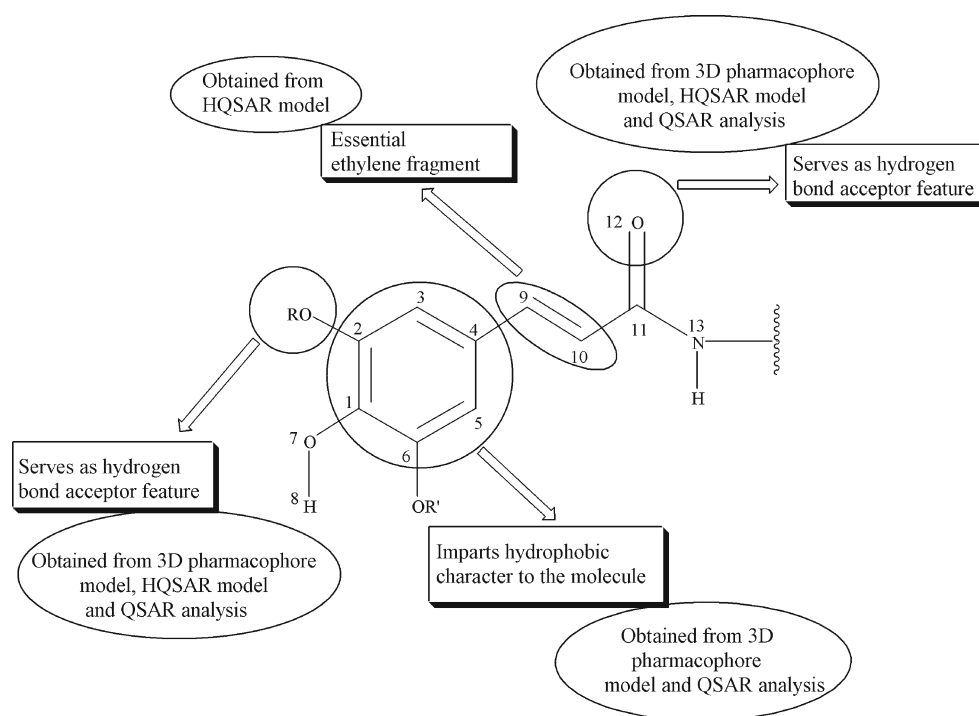 Obtained from
HQSAR model
Essential
ethylene fragment
Obtained from 3D pharmacophore
model, HQSAR model
and QSAR analysis
Serves as hydrogen
bond acceptor feature
12 O
RO
3
9
2
4
11
13
N
10
H
1
5
7
O
6
8
H
OR'
Serves as hydrogen
bond acceptor feature
Obtained from 3D pharmacophore
model, HQSAR model
and QSAR analysis
Imparts hydrophobic
character to the molecule
Obtained from 3D
pharmacophore
model and QSAR analysis